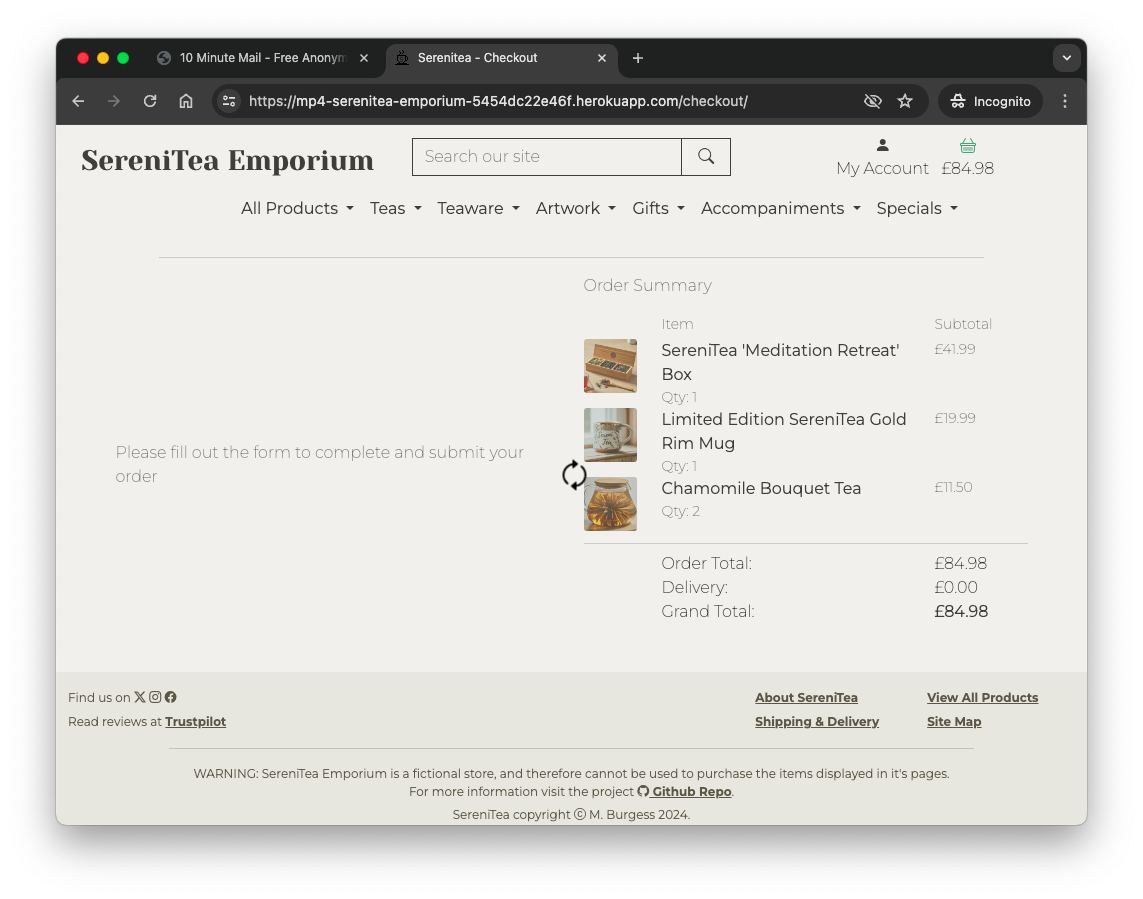 10 Minute Mail - Free Anonym
Serenitea - Checkout
https://mp4-serenitea-emporium-5454dc22e46f.herokuapp.com/checkout/
Incognito
SereniTea Emporium
Search our site
My Account
£84.98
All Products
Teas
Teaware
Artwork
Gifts
Accompaniments
Specials
Please fill out the form to complete and submit your
order
Order Summary
Item
Subtotal
SereniTea 'Meditation Retreat'
Box
£41.99
Qty: 1
Limited Edition SereniTea Gold
Rim Mug
£19.99
Qty: 1
Chamomile Bouquet Tea
£11.50
Qty: 2
Order Total: £84.98
Delivery: £0.00
Grand Total: £84.98
Find us on
Read reviews at Trustpilot
About SereniTea
View All Products
Shipping & Delivery
Site Map
WARNING: SereniTea Emporium is a fictional store, and therefore cannot be used to purchase the items displayed in it's pages.
For more information visit the project Github Repo.
SereniTea copyright © M. Burgess 2024.